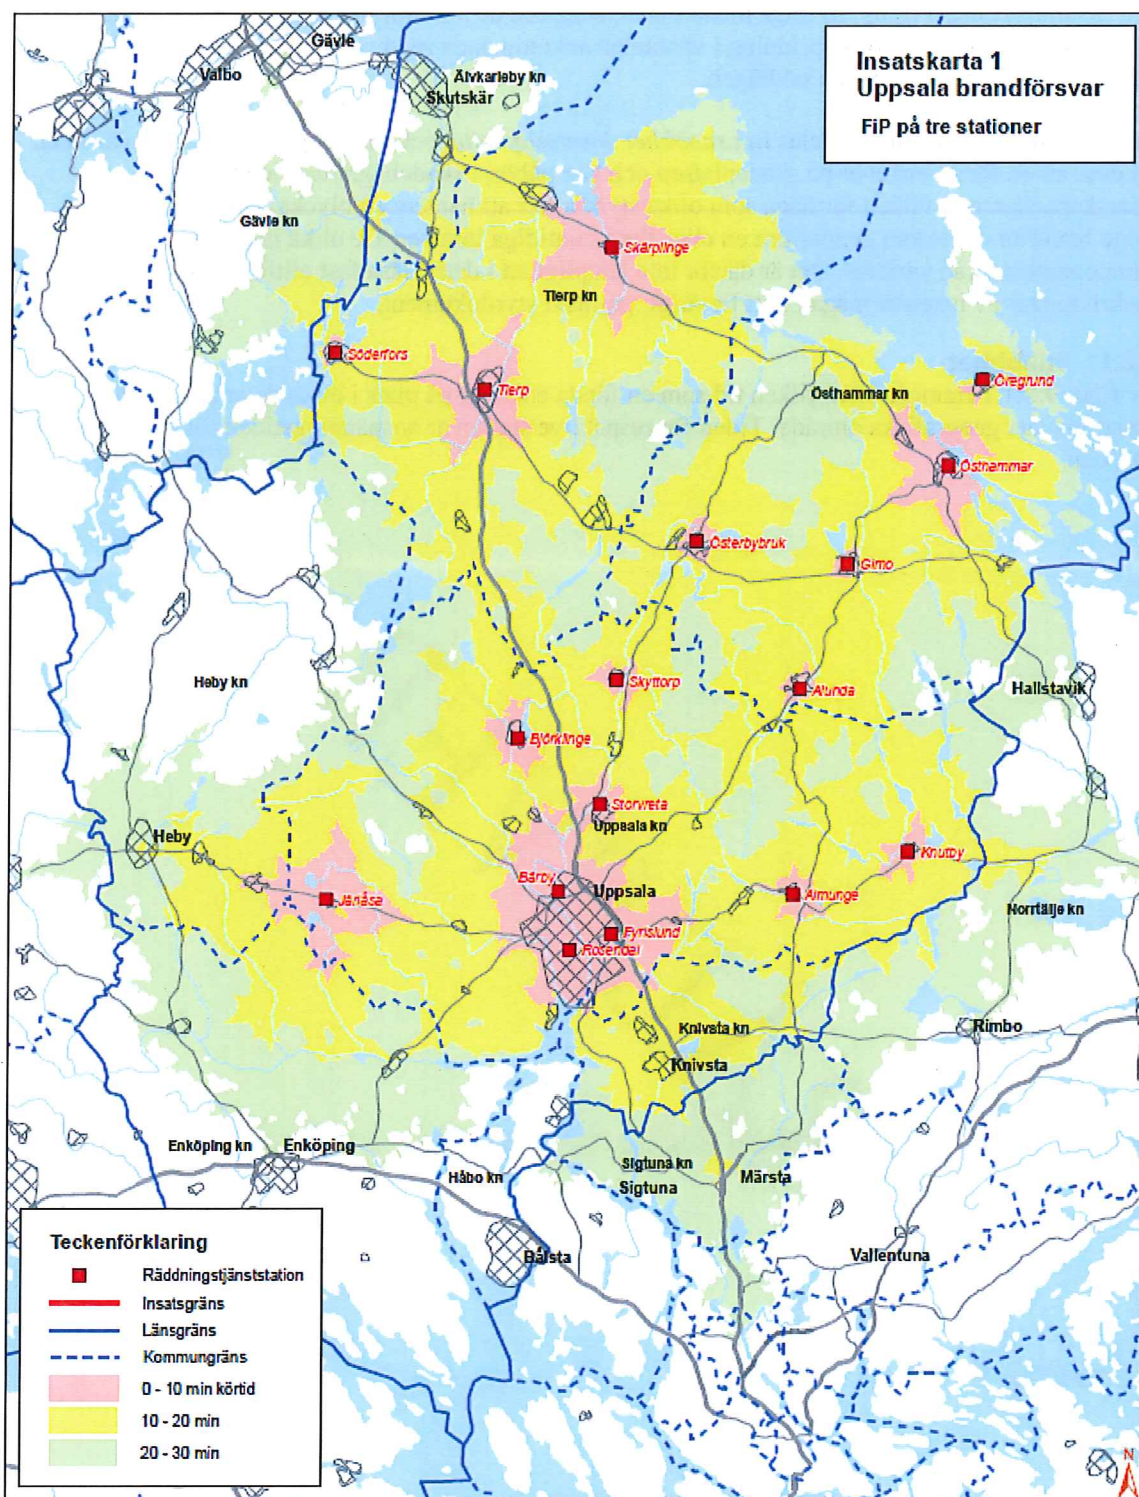 Insatskarta 1
Uppsala brandförsvar
FiP på tre stationer
Gävle
Valbo
Älvkarleby kn
Skutskär
Gävle kn
Skärplinge
Tierp kn
Söderfors
Tierp
Öregrund
Östhammar kn
Östhammar
Österbybruk
Gimo
Heby kn
Skyttorp
Alunda
Hallstavik
Björklinge
Storvreta
Uppsala kn
Heby
Knutby
Bärby
Uppsala
Järlåsa
Almunge
Norrtälje kn
Fyrislund
Rosendal
Knivsta kn
Rimbo
Knivsta
Enköping kn
Enköping
Håbo kn
Sigtuna kn
Sigtuna
Märsta
Bålsta
Vallentuna
Teckenförklaring
Räddningstjänststation
Insatsgräns
Länsgräns
Kommungräns
0 - 10 min körtid
10 - 20 min
20 - 30 min
N